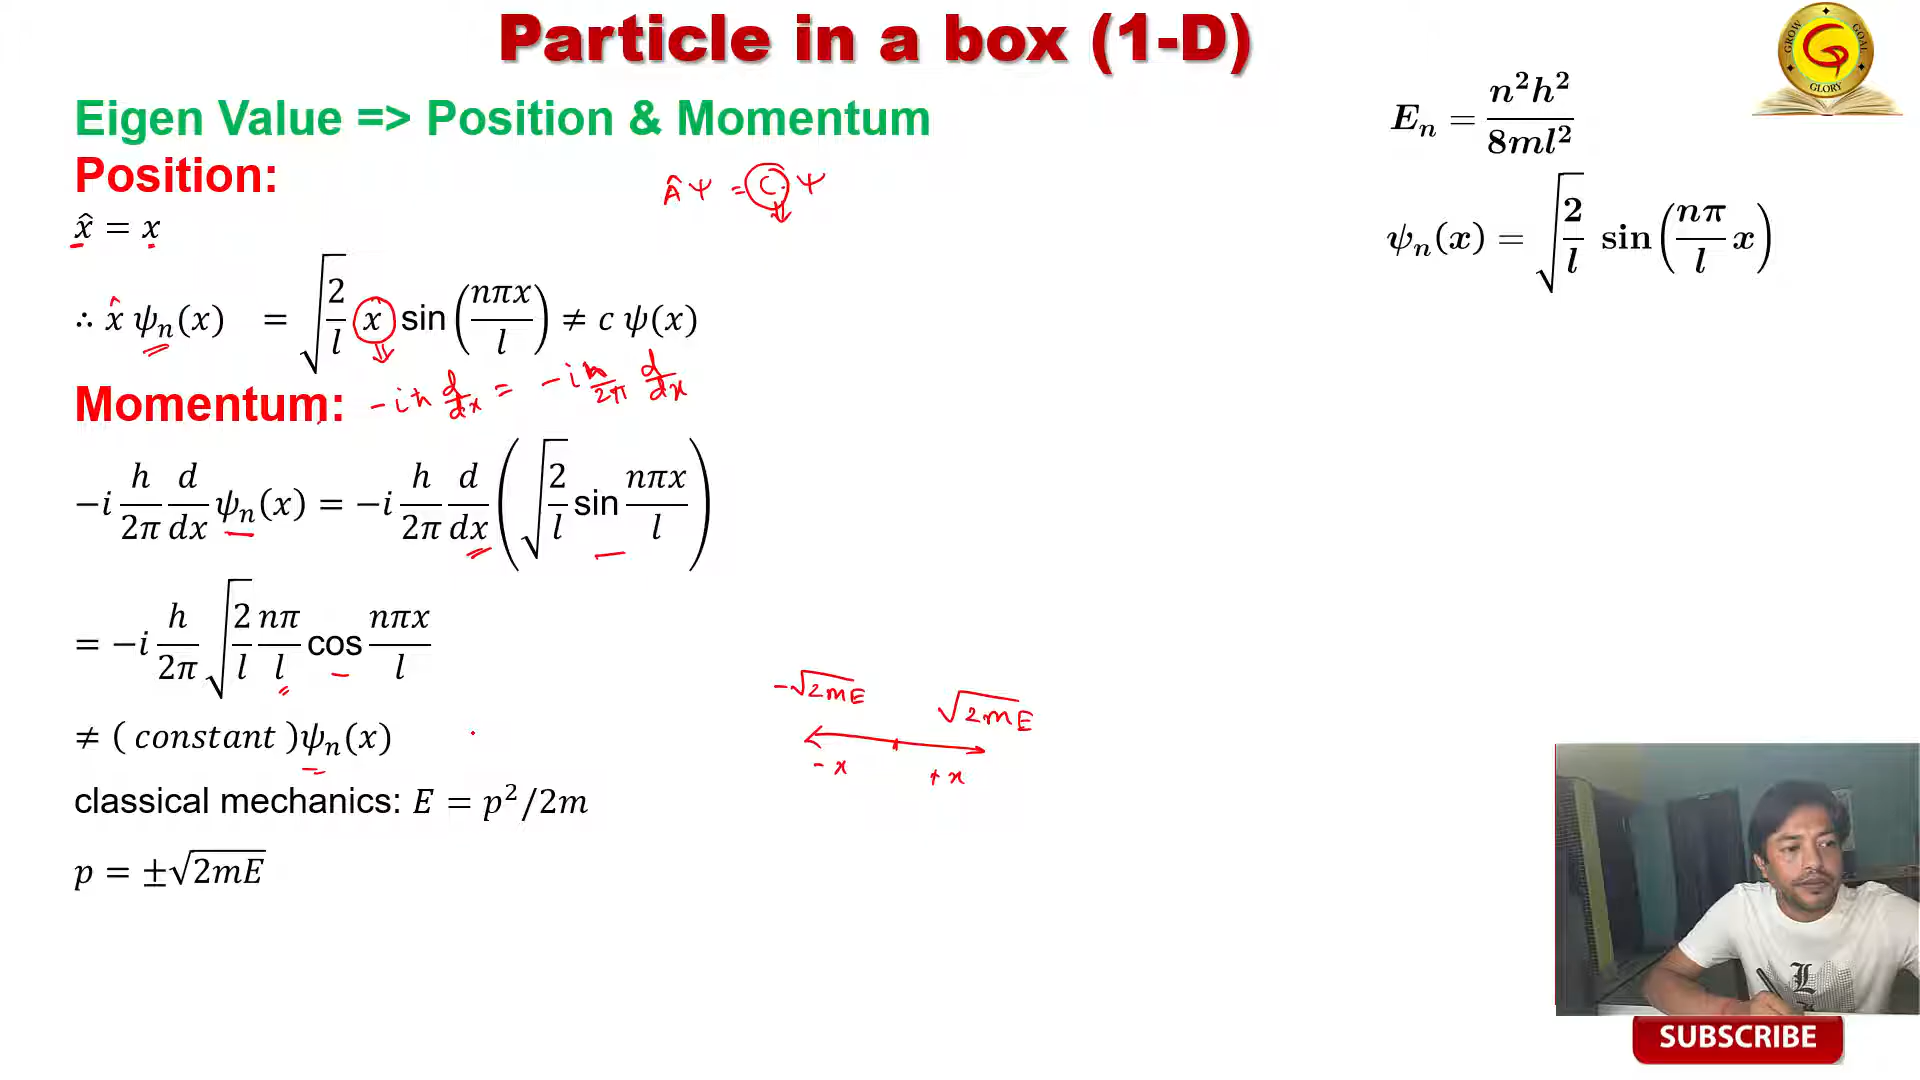 Particle in a box (1-D)
GROW GOAL GLORY
Eigen Value => Position & Momentum
Eₙ = n²h² / 8ml²
Position:
Âψ = C.ψ
x̂ = x
ψₙ(x) = √(2/l) sin(nπ/l x)
∴ x̂ ψₙ(x) = √(2/l) x sin(nπx/l) ≠ c ψ(x)
Momentum: -iħ d/dx = -i h/2π d/dx
−i h/2π d/dx ψₙ(x) = −i h/2π d/dx (√(2/l) sin nπx/l)
= −i h/2π √(2/l) nπ/l cos nπx/l
-√2mE √2mE
-x +x
≠ ( constant )ψₙ(x)
classical mechanics: E = p²/2m
p = ±√2mE
L
SUBSCRIBE